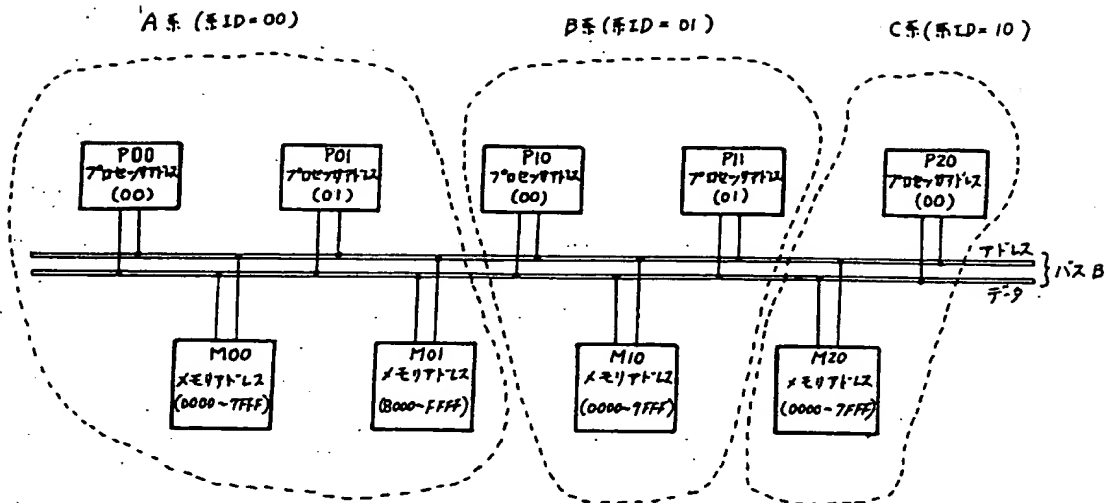 A系 (系ID=00)
B系 (系ID=01)
C系 (系ID=10)
P00
プロセッサアドレス
(00)
P01
プロセッサアドレス
(01)
P10
プロセッサアドレス
(00)
P11
プロセッサアドレス
(01)
P20
プロセッサアドレス
(00)
アドレス
バス B
データ
M00
メモリアドレス
(0000~7FFF)
M01
メモリアドレス
(8000~FFFF)
M10
メモリアドレス
(0000~9FFF)
M20
メモリアドレス
(0000~7FFF)